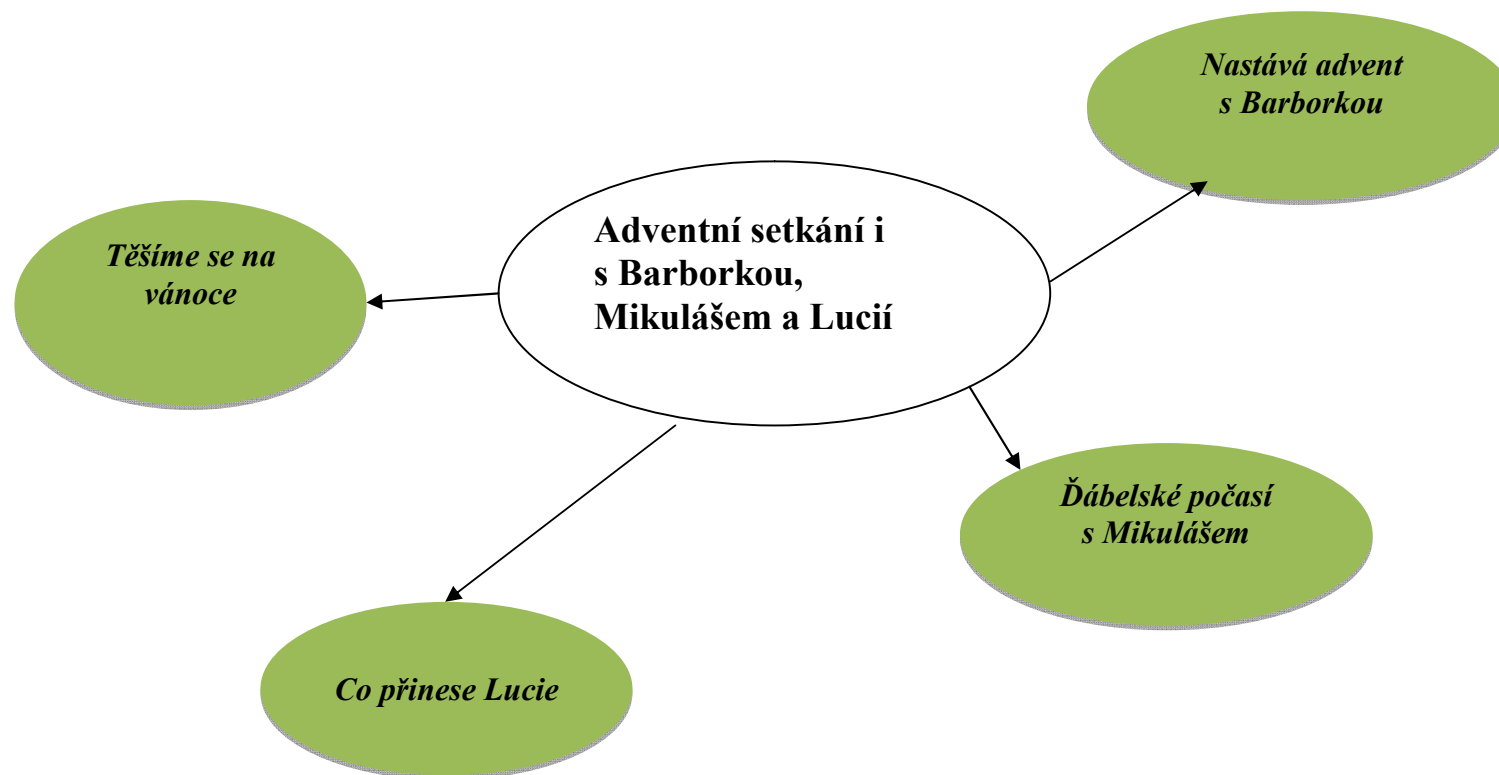 Nastává advent
s Barborkou
Adventní setkání i
s Barborkou,
Mikulášem a Lucií
Těšíme se na
vánoce
Ďábelské počasí
s Mikulášem
Co přinese Lucie